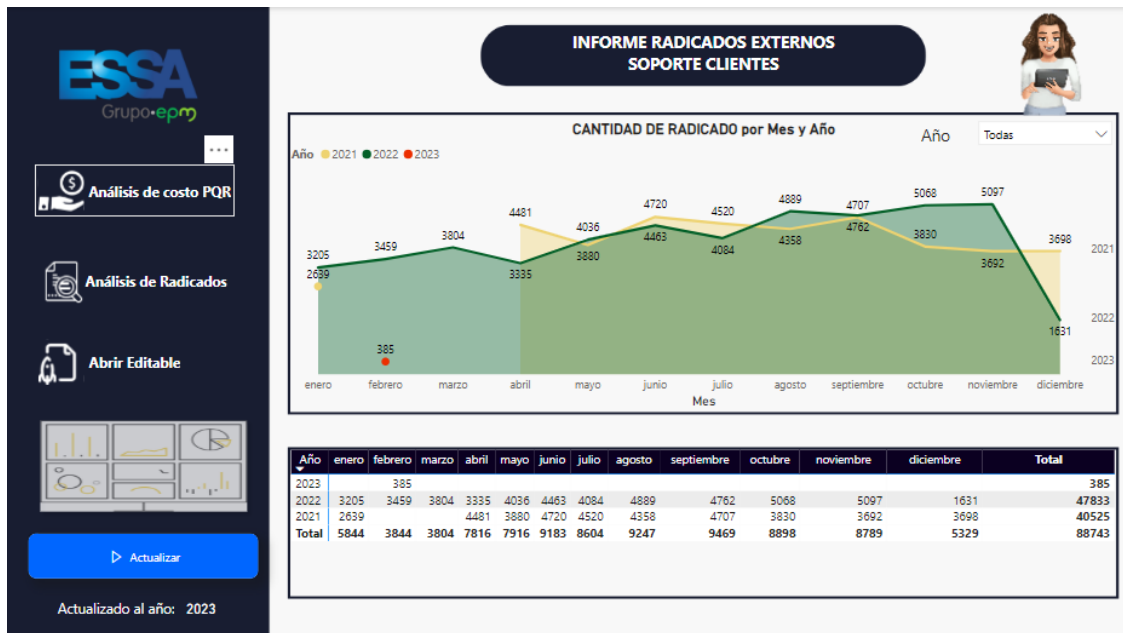 ESSA
Grupo•epm
...
Análisis de costo PQR
Análisis de Radicados
Abrir Editable
Actualizar
Actualizado al año: 2023
INFORME RADICADOS EXTERNOS
SOPORTE CLIENTES
CANTIDAD DE RADICADO por Mes y Año
Año Todas
Año 2021 2022 2023
3205 3459 3804 4481 4036 4720 4520 4889 4707 5068 5097 3698
2639 3335 3880 4463 4084 4358 4762 3830 3692 1631
385
2021
2022
2023
enero febrero marzo abril mayo junio julio agosto septiembre octubre noviembre diciembre
Mes
Año enero febrero marzo abril mayo junio julio agosto septiembre octubre noviembre diciembre Total
2023 385 385
2022 3205 3459 3804 3335 4036 4463 4084 4889 4762 5068 5097 1631 47833
2021 2639 4481 3880 4720 4520 4358 4707 3830 3692 3698 40525
Total 5844 3844 3804 7816 7916 9183 8604 9247 9469 8898 8789 5329 88743